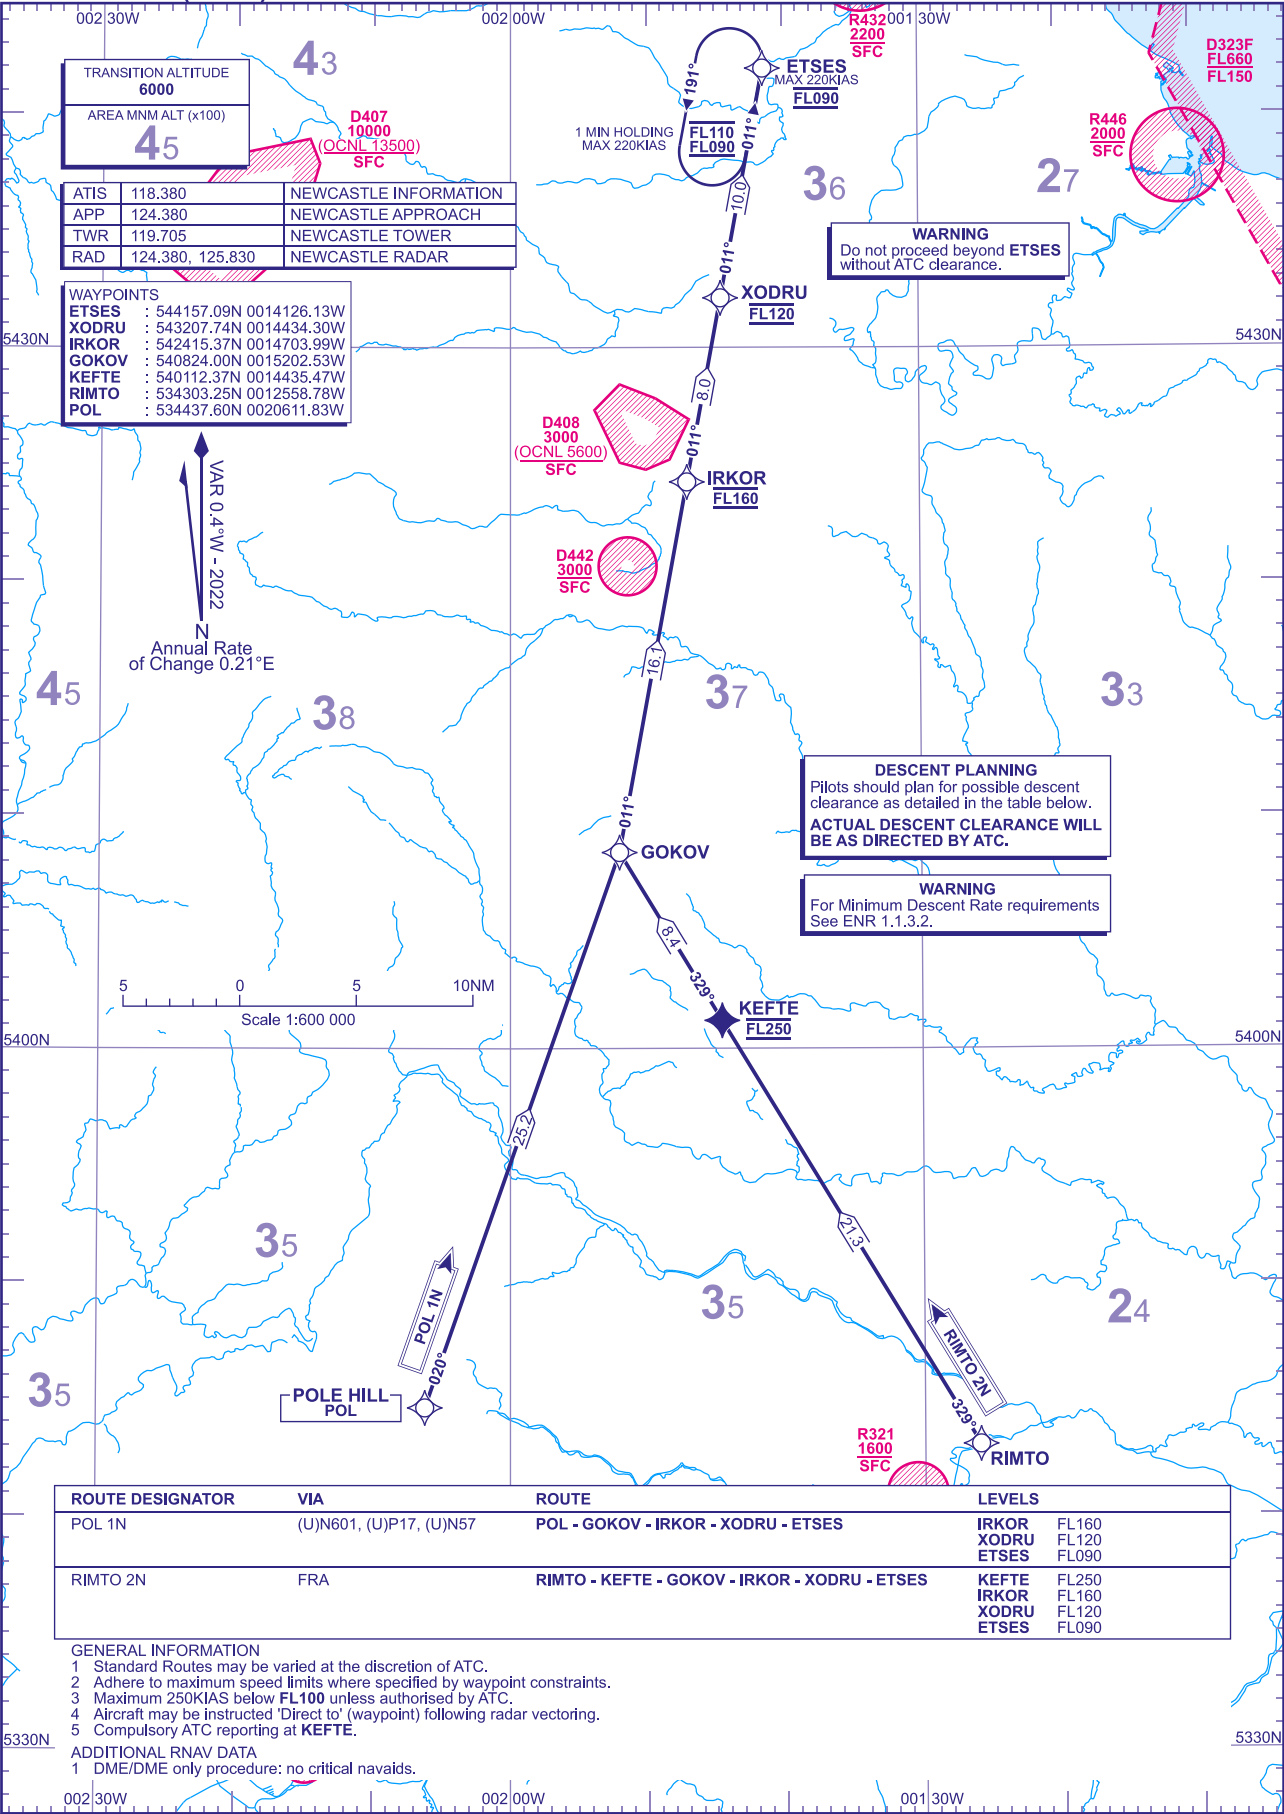 002 30W
002 00W
001 30W
TRANSITION ALTITUDE
6000
AREA MNM ALT (x100)
45
43
D407
10000
(OCNL 13500)
SFC
191°
011°
ETSES
MAX 220KIAS
FL090
1 MIN HOLDING
MAX 220KIAS
FL110
FL090
R432
2200
SFC
D323F
FL660
FL150
R446
2000
SFC
36
27
ATIS 118.380 NEWCASTLE INFORMATION
APP 124.380 NEWCASTLE APPROACH
TWR 119.705 NEWCASTLE TOWER
RAD 124.380, 125.830 NEWCASTLE RADAR
10.0
011°
WARNING
Do not proceed beyond ETSES
without ATC clearance.
WAYPOINTS
ETSES : 544157.09N 0014126.13W
XODRU : 543207.74N 0014434.30W
IRKOR : 542415.37N 0014703.99W
GOKOV : 540824.00N 0015202.53W
KEFTE : 540112.37N 0014435.47W
RIMTO : 534303.25N 0012558.78W
POL : 534437.60N 0020611.83W
XODRU
FL120
5430N
5430N
8.0
011°
D408
3000
(OCNL 5600)
SFC
IRKOR
FL160
VAR 0.4°W - 2022
N
Annual Rate
of Change 0.21°E
D442
3000
SFC
16.1
011°
45
38
37
33
DESCENT PLANNING
Pilots should plan for possible descent
clearance as detailed in the table below.
ACTUAL DESCENT CLEARANCE WILL
BE AS DIRECTED BY ATC.
GOKOV
WARNING
For Minimum Descent Rate requirements
See ENR 1.1.3.2.
8.4
329°
KEFTE
FL250
5 0 5 10NM
Scale 1:600 000
5400N
5400N
25.2
21.3
35
35
24
35
POL 1N
020°
POLE HILL
POL
RIMTO 2N
329°
RIMTO
R321
1600
SFC
ROUTE DESIGNATOR VIA ROUTE LEVELS
POL 1N (U)N601, (U)P17, (U)N57 POL - GOKOV - IRKOR - XODRU - ETSES IRKOR FL160
XODRU FL120
ETSES FL090
RIMTO 2N FRA RIMTO - KEFTE - GOKOV - IRKOR - XODRU - ETSES KEFTE FL250
IRKOR FL160
XODRU FL120
ETSES FL090
GENERAL INFORMATION
1 Standard Routes may be varied at the discretion of ATC.
2 Adhere to maximum speed limits where specified by waypoint constraints.
3 Maximum 250KIAS below FL100 unless authorised by ATC.
4 Aircraft may be instructed 'Direct to' (waypoint) following radar vectoring.
5 Compulsory ATC reporting at KEFTE.
5330N
5330N
ADDITIONAL RNAV DATA
1 DME/DME only procedure: no critical navaids.
002 30W
002 00W
001 30W